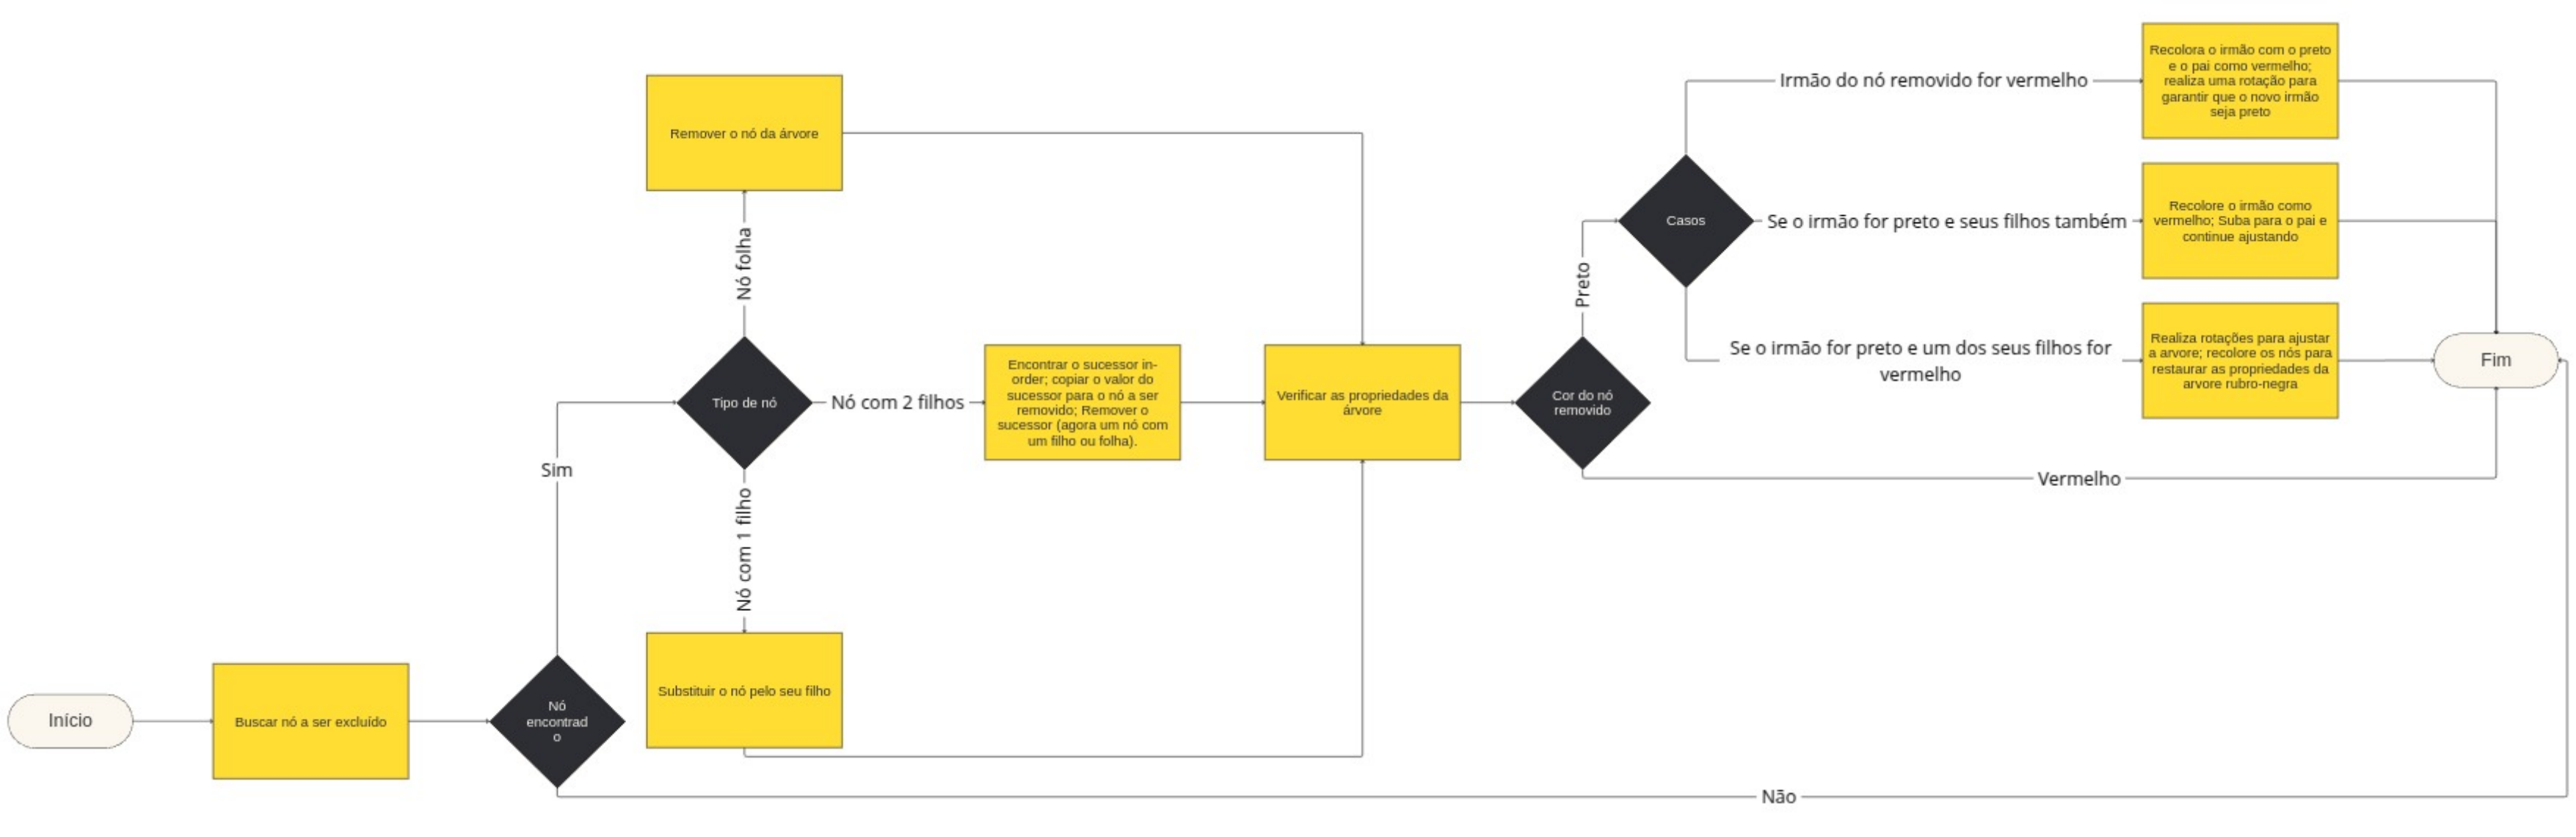 Início
Buscar nó a ser excluído
Nó
encontrad
o
Sim
Não
Tipo de nó
Nó folha
Remover o nó da árvore
Nó com 2 filhos
Encontrar o sucessor in-
order; copiar o valor do
sucessor para o nó a ser
removido; Remover o
sucessor (agora um nó com
um filho ou folha).
Nó com 1 filho
Substituir o nó pelo seu filho
Verificar as propriedades da
árvore
Cor do nó
removido
Preto
Vermelho
Casos
Irmão do nó removido for vermelho
Recolora o irmão com o preto
e o pai como vermelho;
realiza uma rotação para
garantir que o novo irmão
seja preto
Se o irmão for preto e seus filhos também
Recolore o irmão como
vermelho; Suba para o pai e
continue ajustando
Se o irmão for preto e um dos seus filhos for
vermelho
Realiza rotações para ajustar
a arvore; recolore os nós para
restaurar as propriedades da
arvore rubro-negra
Fim